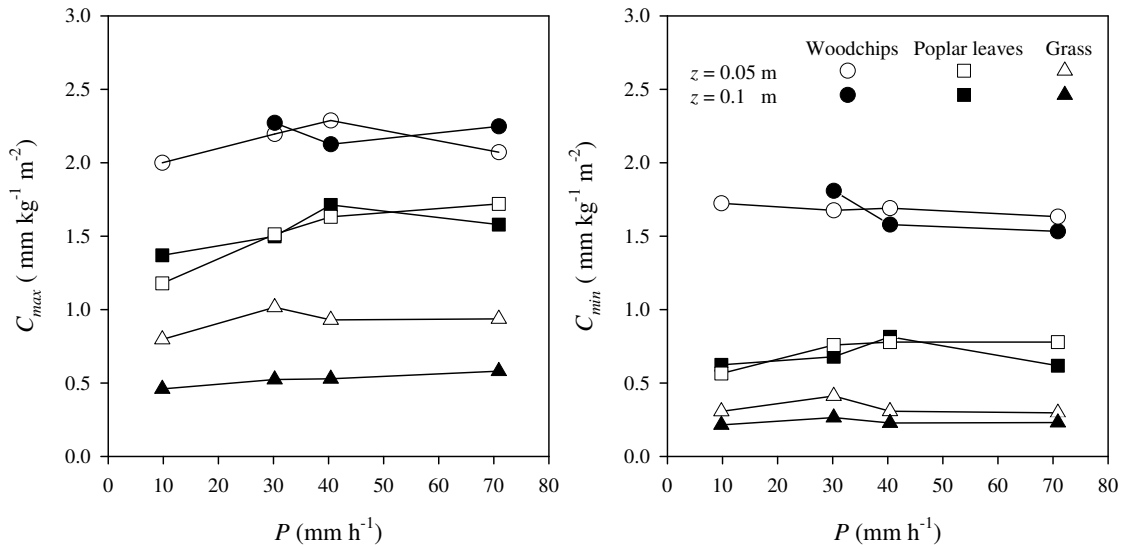 3.0
2.5
2.0
1.5
1.0
0.5
0.0
0 10 20 30 40 50 60 70 80
P (mm h⁻¹)
C_max ( mm kg⁻¹ m⁻²)
3.0
2.5
2.0
1.5
1.0
0.5
0.0
0 10 20 30 40 50 60 70 80
P (mm h⁻¹)
C_min ( mm kg⁻¹ m⁻²)
Woodchips Poplar leaves Grass
z = 0.05 m
z = 0.1 m